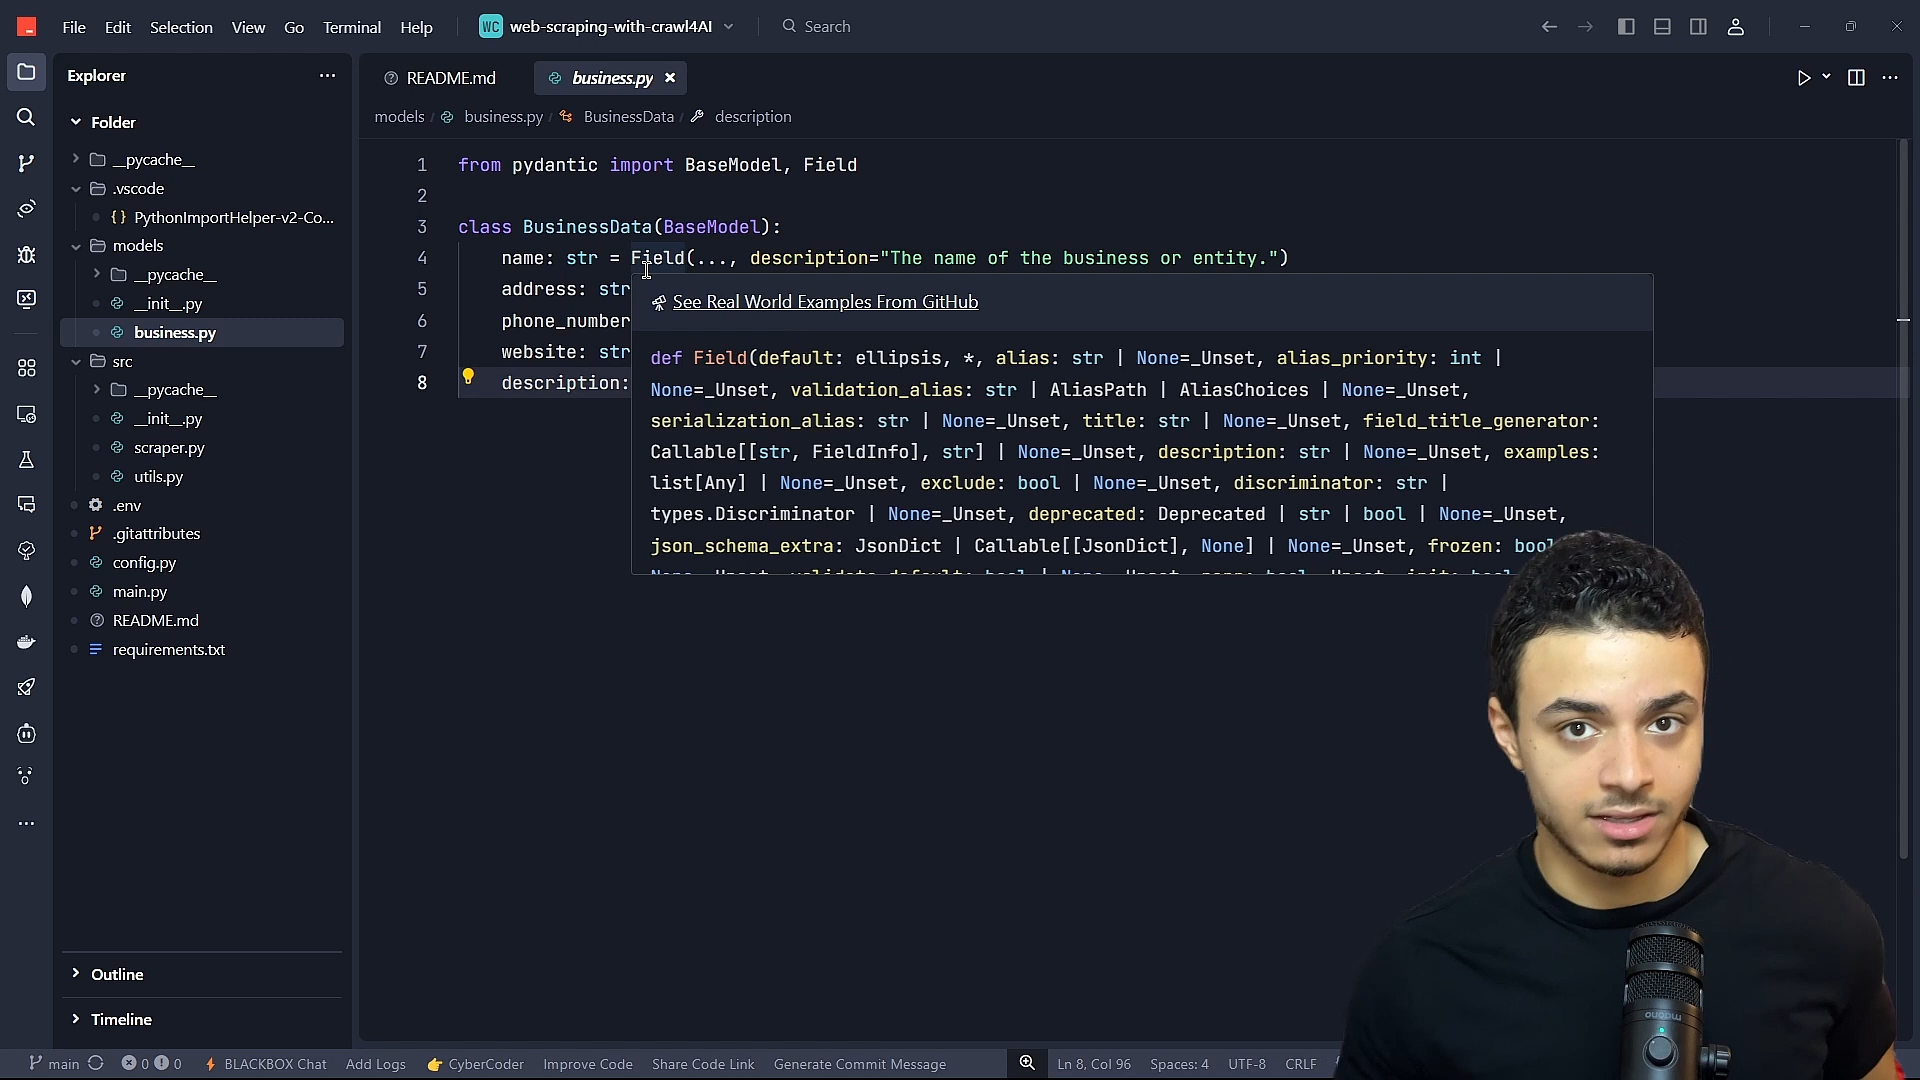 File Edit Selection View Go Terminal Help
WC web-scraping-with-crawl4AI
Search
Explorer
Folder
__pycache__
.vscode
{} PythonImportHelper-v2-Co...
models
__pycache__
__init__.py
business.py
src
__pycache__
__init__.py
scraper.py
utils.py
.env
.gitattributes
config.py
main.py
README.md
requirements.txt
Outline
Timeline
README.md
business.py
models / business.py / BusinessData / description
1 from pydantic import BaseModel, Field
2
3 class BusinessData(BaseModel):
4 name: str = Field(..., description="The name of the business or entity.")
5 address: str
6 phone_number
7 website: str
8 description:
See Real World Examples From GitHub
def Field(default: ellipsis, *, alias: str | None=_Unset, alias_priority: int |
None=_Unset, validation_alias: str | AliasPath | AliasChoices | None=_Unset,
serialization_alias: str | None=_Unset, title: str | None=_Unset, field_title_generator:
Callable[[str, FieldInfo], str] | None=_Unset, description: str | None=_Unset, examples:
list[Any] | None=_Unset, exclude: bool | None=_Unset, discriminator: str |
types.Discriminator | None=_Unset, deprecated: Deprecated | str | bool | None=_Unset,
json_schema_extra: JsonDict | Callable[[JsonDict], None] | None=_Unset, frozen: bool
maono
main 0 0 BLACKBOX Chat Add Logs CyberCoder Improve Code Share Code Link Generate Commit Message Ln 8, Col 96 Spaces: 4 UTF-8 CRLF